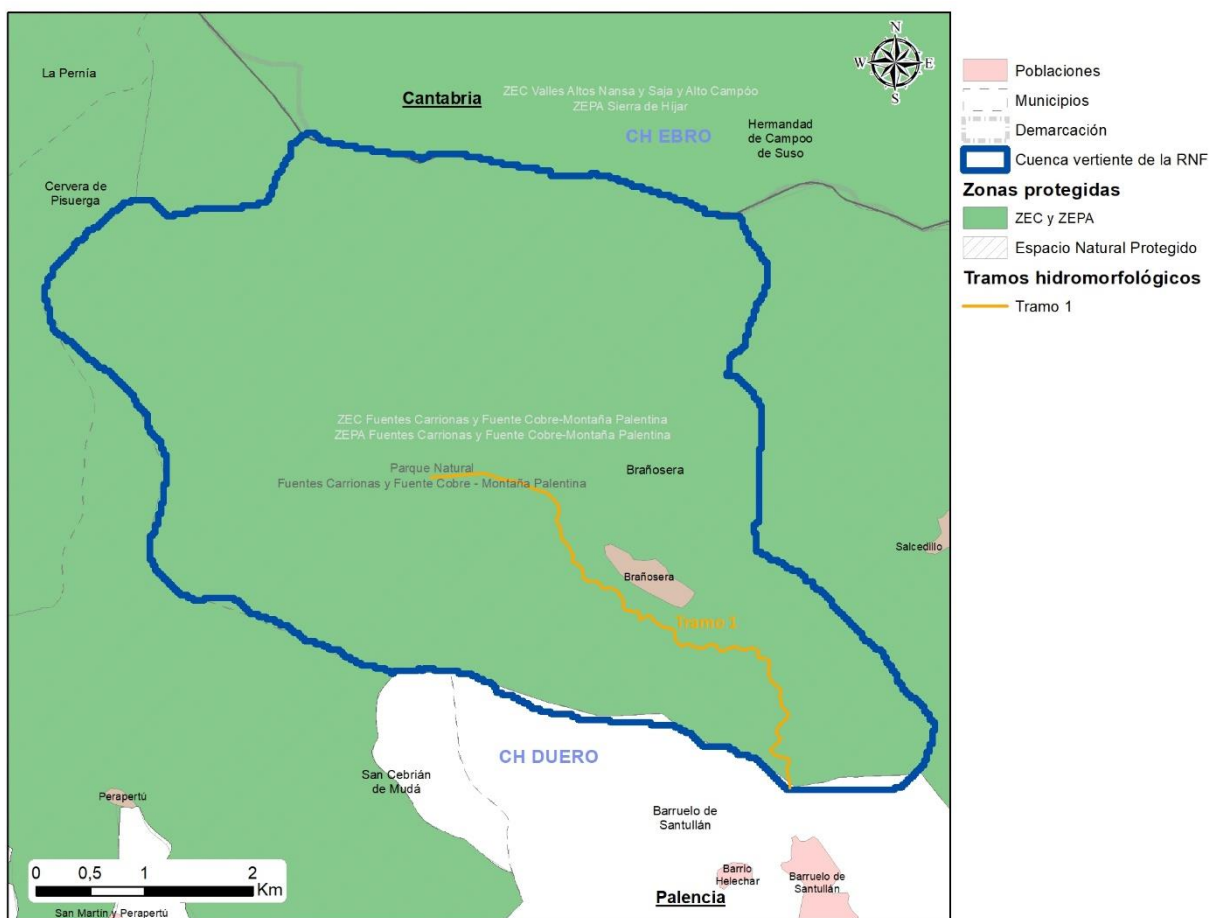 La Pernía
Cantabria
ZEC Valles Altos Nansa y Saja y Alto Campóo
ZEPA Sierra de Híjar
CH EBRO
Hermandad
de Campoo
de Suso
N
W
E
S
Cervera de
Pisuerga
ZEC Fuentes Carrionas y Fuente Cobre-Montaña Palentina
ZEPA Fuentes Carrionas y Fuente Cobre-Montaña Palentina
Parque Natural
Fuentes Carrionas y Fuente Cobre - Montaña Palentina
Brañosera
Salcedillo
Brañosera
Tramo 1
CH DUERO
San Cebrián
de Mudá
Perapertú
Barruelo de
Santullán
Barrio
Helechar
Barruelo de
Santullán
Palencia
San Martín y Perapertú
0 0,5 1 2
Km
Poblaciones
Municipios
Demarcación
Cuenca vertiente de la RNF
Zonas protegidas
ZEC y ZEPA
Espacio Natural Protegido
Tramos hidromorfológicos
Tramo 1